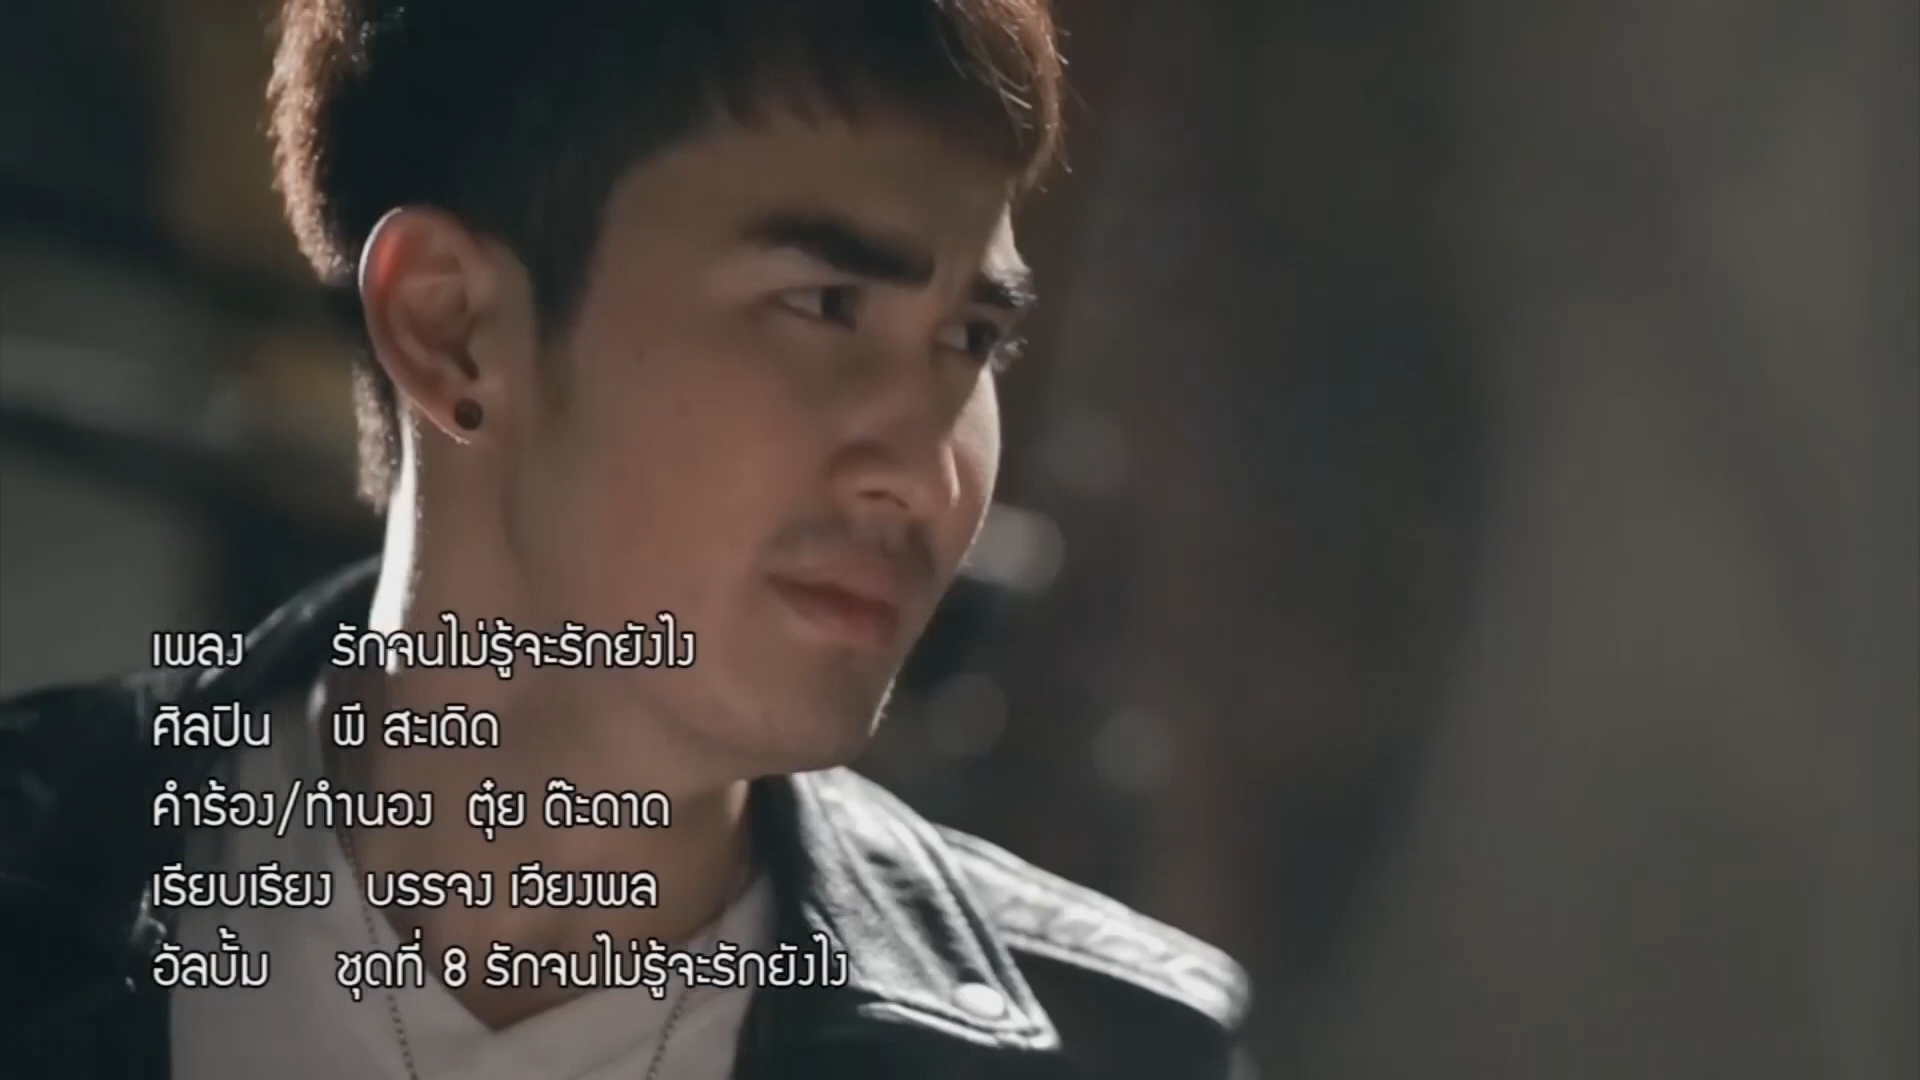 เพลง รักจนไม่รู้จะรักยังไง
ศิลปิน พี สะเดิด
คำร้อง/ทำนอง ตุ๋ย ด๊ะดาด
เรียบเรียง บรรจง เวียงพล
อัลบั้ม ชุดที่ 8 รักจนไม่รู้จะรักยังไง